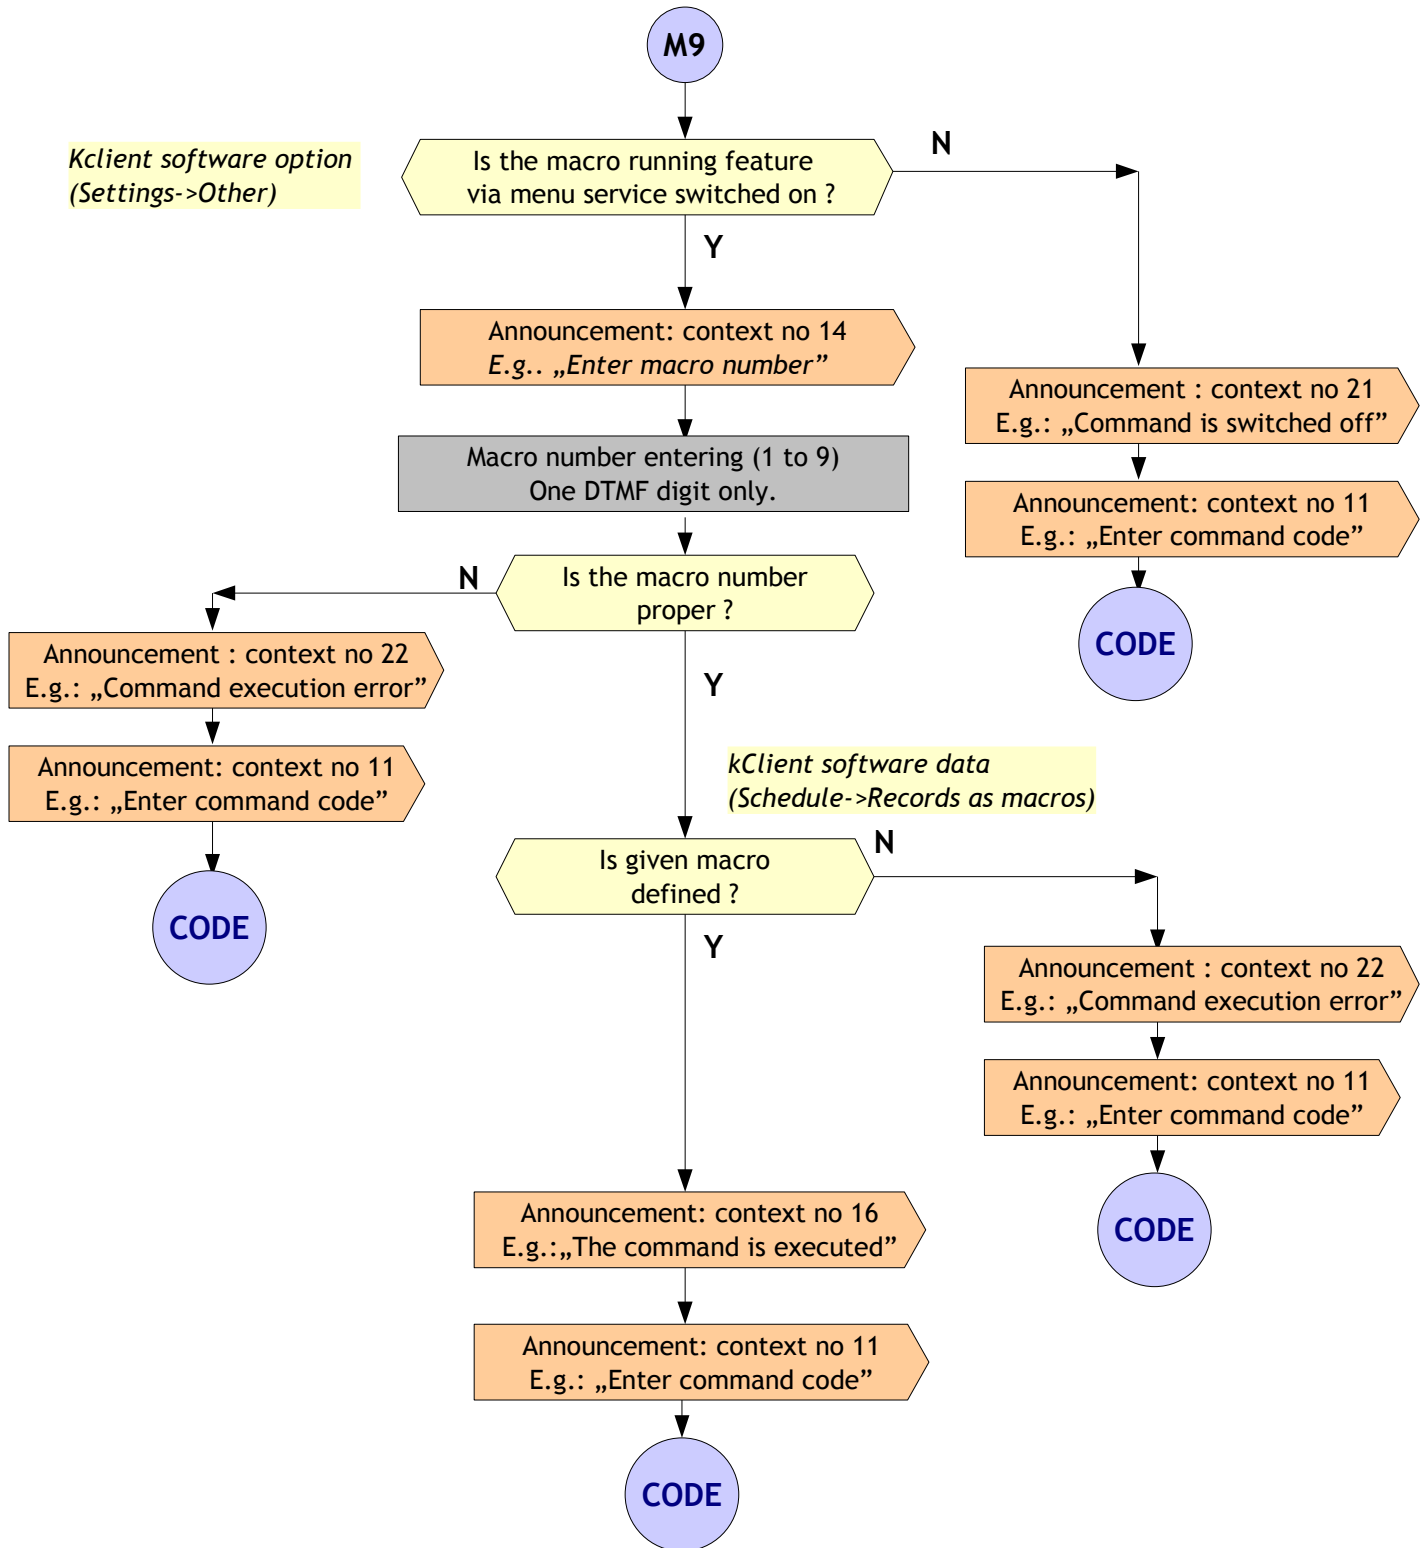 M9
Kclient software option
(Settings->Other)
Is the macro running feature
via menu service switched on ?
N
Y
Announcement: context no 14
E.g.. „Enter macro number”
Announcement : context no 21
E.g.: „Command is switched off”
Macro number entering (1 to 9)
One DTMF digit only.
Announcement: context no 11
E.g.: „Enter command code”
CODE
Is the macro number
proper ?
N
Y
Announcement : context no 22
E.g.: „Command execution error”
Announcement: context no 11
E.g.: „Enter command code”
CODE
kClient software data
(Schedule->Records as macros)
Is given macro
defined ?
N
Y
Announcement : context no 22
E.g.: „Command execution error”
Announcement: context no 11
E.g.: „Enter command code”
CODE
Announcement: context no 16
E.g.:„The command is executed”
Announcement: context no 11
E.g.: „Enter command code”
CODE